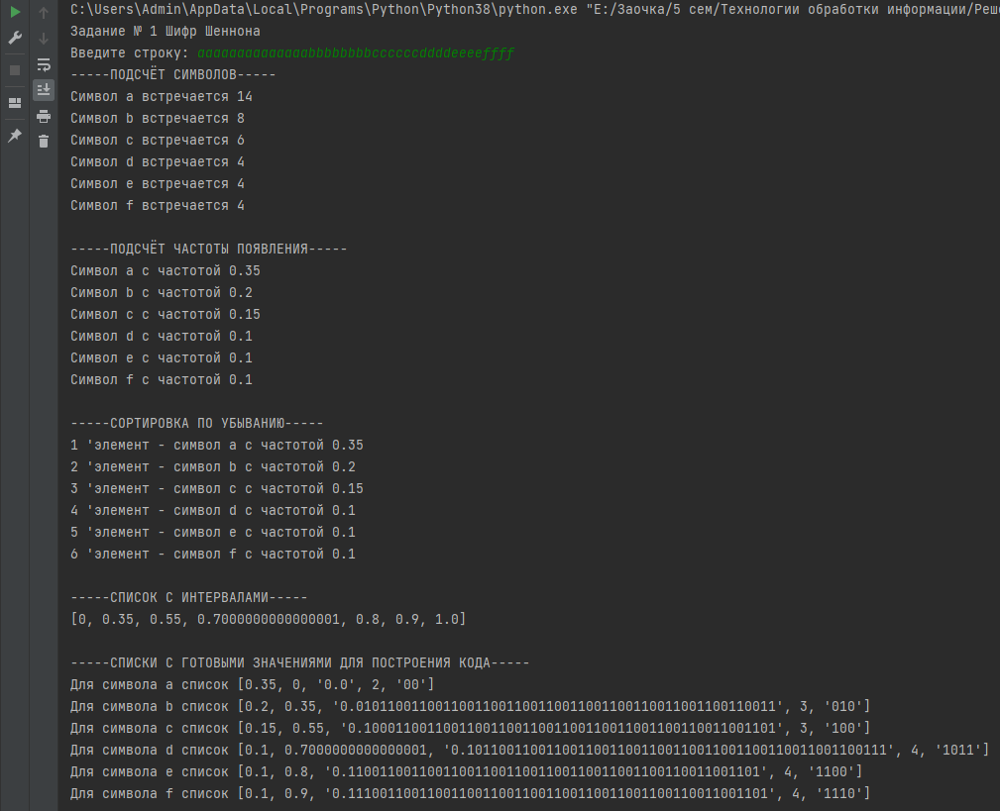 C:\Users\Admin\AppData\Local\Programs\Python\Python38\python.exe "E:/Заочка/5 сем/Технологии обработки информации/Реш
Задание № 1 Шифр Шеннона
Введите строку: aaaaaaaaaaaaaabbbbbbbbccccccddddeeeeffff
-----ПОДСЧЁТ СИМВОЛОВ-----
Символ a встречается 14
Символ b встречается 8
Символ c встречается 6
Символ d встречается 4
Символ e встречается 4
Символ f встречается 4
-----ПОДСЧЁТ ЧАСТОТЫ ПОЯВЛЕНИЯ-----
Символ a с частотой 0.35
Символ b с частотой 0.2
Символ c с частотой 0.15
Символ d с частотой 0.1
Символ e с частотой 0.1
Символ f с частотой 0.1
-----СОРТИРОВКА ПО УБЫВАНИЮ-----
1 'элемент - символ a с частотой 0.35
2 'элемент - символ b с частотой 0.2
3 'элемент - символ c с частотой 0.15
4 'элемент - символ d с частотой 0.1
5 'элемент - символ e с частотой 0.1
6 'элемент - символ f с частотой 0.1
-----СПИСОК С ИНТЕРВАЛАМИ-----
[0, 0.35, 0.55, 0.7000000000000001, 0.8, 0.9, 1.0]
-----СПИСКИ С ГОТОВЫМИ ЗНАЧЕНИЯМИ ДЛЯ ПОСТРОЕНИЯ КОДА-----
Для символа a список [0.35, 0, '0.0', 2, '00']
Для символа b список [0.2, 0.35, '0.010110011001100110011001100110011001100110011001100110011', 3, '010']
Для символа c список [0.15, 0.55, '0.10001100110011001100110011001100110011001100110011001101', 3, '100']
Для символа d список [0.1, 0.7000000000000001, '0.10110011001100110011001100110011001100110011001100111', 4, '1011']
Для символа e список [0.1, 0.8, '0.11001100110011001100110011001100110011001100110011001101', 4, '1100']
Для символа f список [0.1, 0.9, '0.11100110011001100110011001100110011001100110011001101', 4, '1110']